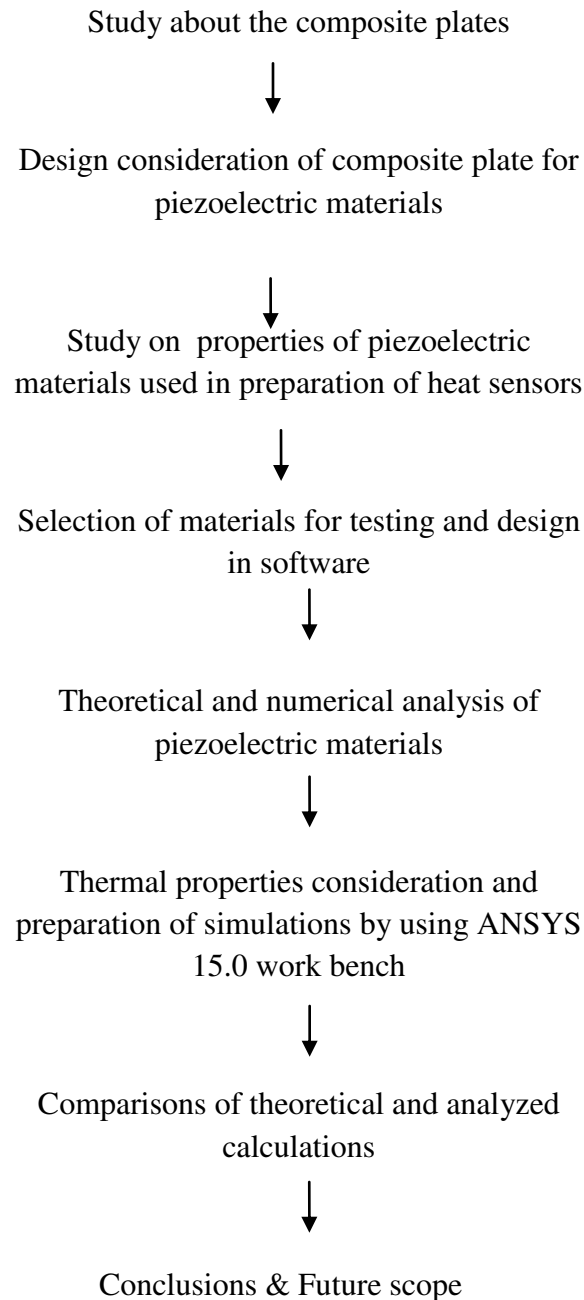 Study about the composite plates
Design consideration of composite plate for
piezoelectric materials
Study on  properties of piezoelectric
materials used in preparation of heat sensors
Selection of materials for testing and design
in software
Theoretical and numerical analysis of
piezoelectric materials
Thermal properties consideration and
preparation of simulations by using ANSYS
15.0 work bench
Comparisons of theoretical and analyzed
calculations
Conclusions & Future scope